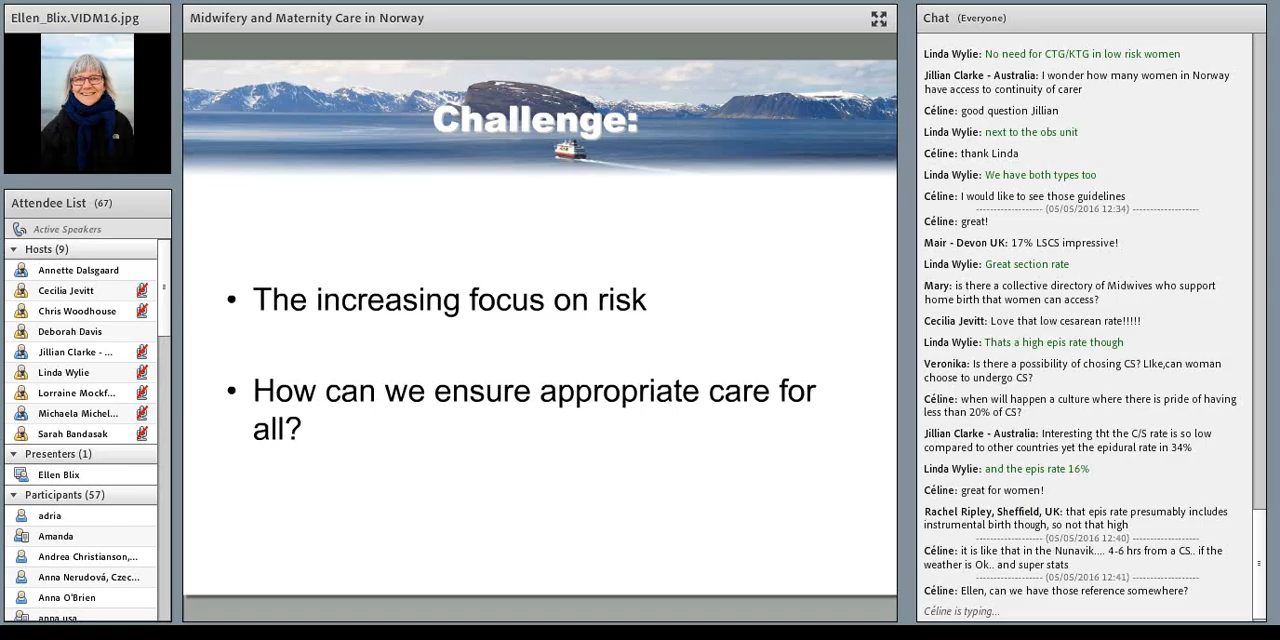 Ellen_Blix.VIDM16.jpg
Attendee List (67)
Active Speakers
Hosts (9)
Annette Dalsgaard
Cecilia Jevitt
Chris Woodhouse
Deborah Davis
Jillian Clarke - ...
Linda Wylie
Lorraine Mockf...
Michaela Michel...
Sarah Bandasak
Presenters (1)
Ellen Blix
Participants (57)
adria
Amanda
Andrea Christianson,...
Anna Nerudová, Czec...
Anna O'Brien
anna usa
Midwifery and Maternity Care in Norway
Challenge:
• The increasing focus on risk
• How can we ensure appropriate care for
all?
Chat (Everyone)
Linda Wylie: No need for CTG/KTG in low risk women
Jillian Clarke - Australia: I wonder how many women in Norway
have access to continuity of carer
Céline: good question Jillian
Linda Wylie: next to the obs unit
Céline: thank Linda
Linda Wylie: We have both types too
Céline: I would like to see those guidelines
------------------- (05/05/2016 12:34) -------------------
Céline: great!
Mair - Devon UK: 17% LSCS impressive!
Linda Wylie: Great section rate
Mary: is there a collective directory of Midwives who support
home birth that women can access?
Cecilia Jevitt: Love that low cesarean rate!!!!!
Linda Wylie: Thats a high epis rate though
Veronika: Is there a possibility of chosing CS? LIke,can woman
choose to undergo CS?
Céline: when will happen a culture where there is pride of having
less than 20% of CS?
Jillian Clarke - Australia: Interesting tht the C/S rate is so low
compared to other countries yet the epidural rate in 34%
Linda Wylie: and the epis rate 16%
Céline: great for women!
Rachel Ripley, Sheffield, UK: that epis rate presumably includes
instrumental birth though, so not that high
------------------- (05/05/2016 12:40) -------------------
Céline: it is like that in the Nunavik.... 4-6 hrs from a CS.. if the
weather is Ok.. and super stats
------------------- (05/05/2016 12:41) -------------------
Céline: Ellen, can we have those reference somewhere?
Céline is typing...